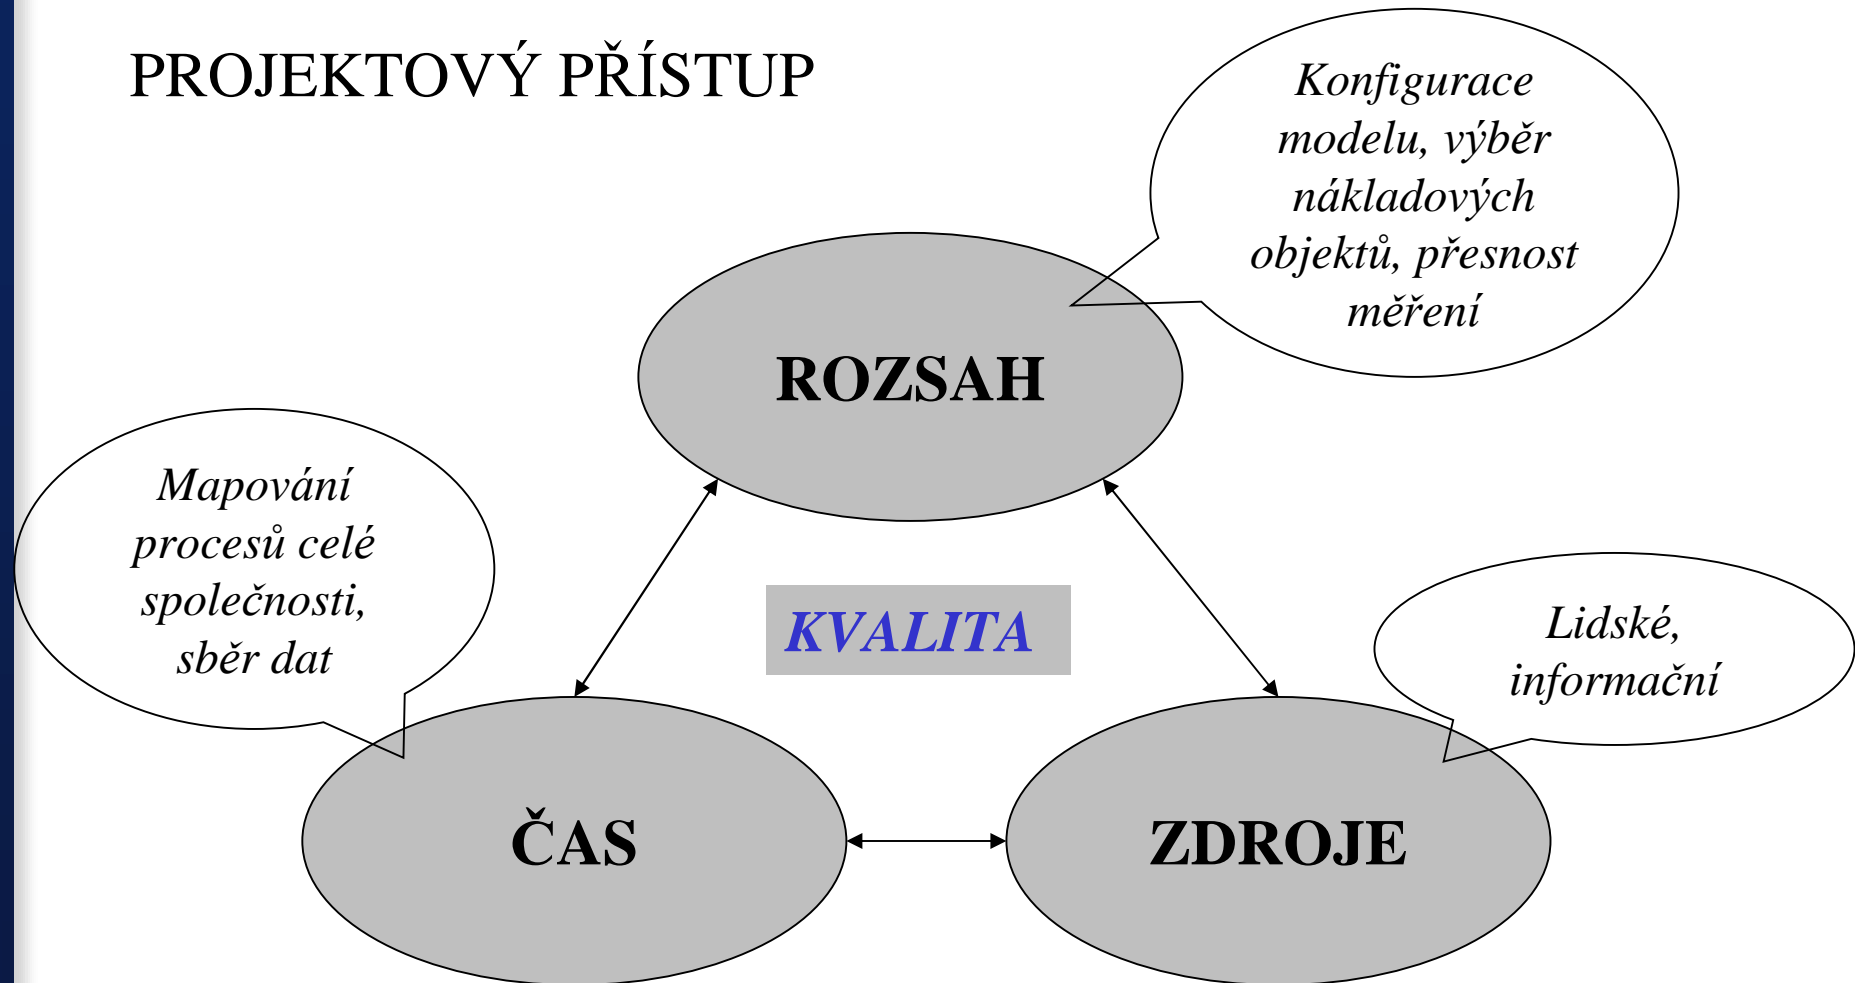 PROJEKTOVÝ PŘÍSTUP
Konfigurace
modelu, výběr
nákladových
objektů, přesnost
měření
ROZSAH
Mapování
procesů celé
společnosti,
sběr dat
KVALITA
Lidské,
informační
ČAS
ZDROJE